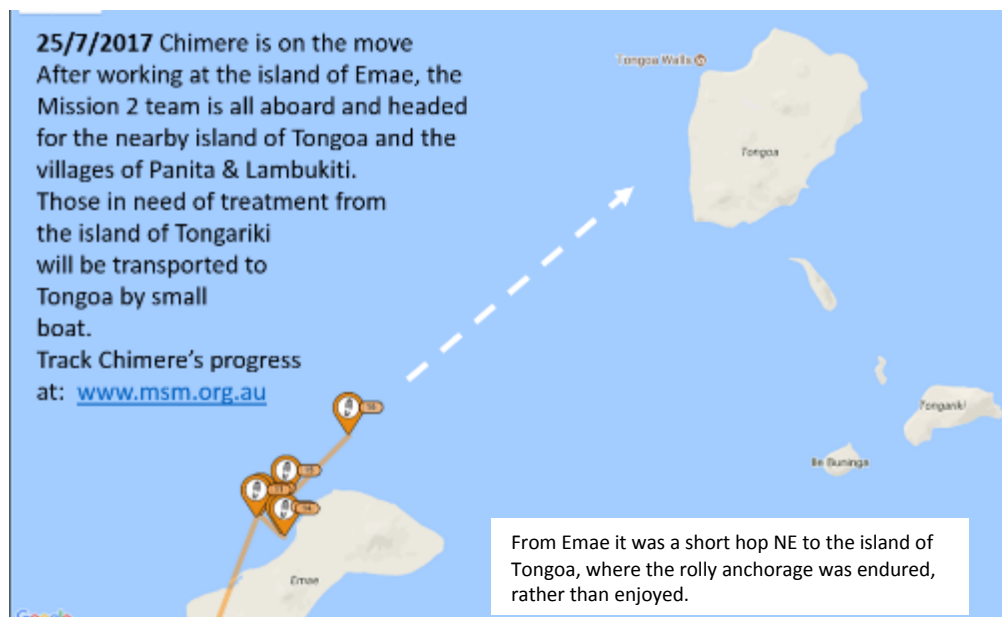 25/7/2017 Chimere is on the move
After working at the island of Emae, the
Mission 2 team is all aboard and headed
for the nearby island of Tongoa and the
villages of Panita & Lambukiti.
Those in need of treatment from
the island of Tongariki
will be transported to
Tongoa by small
boat.
Track Chimere's progress
at: www.msm.org.au
Tongoa Walls
Tongoa
Tongariki
Ile Buninga
16
15
14
Emae
From Emae it was a short hop NE to the island of
Tongoa, where the rolly anchorage was endured,
rather than enjoyed.
Google